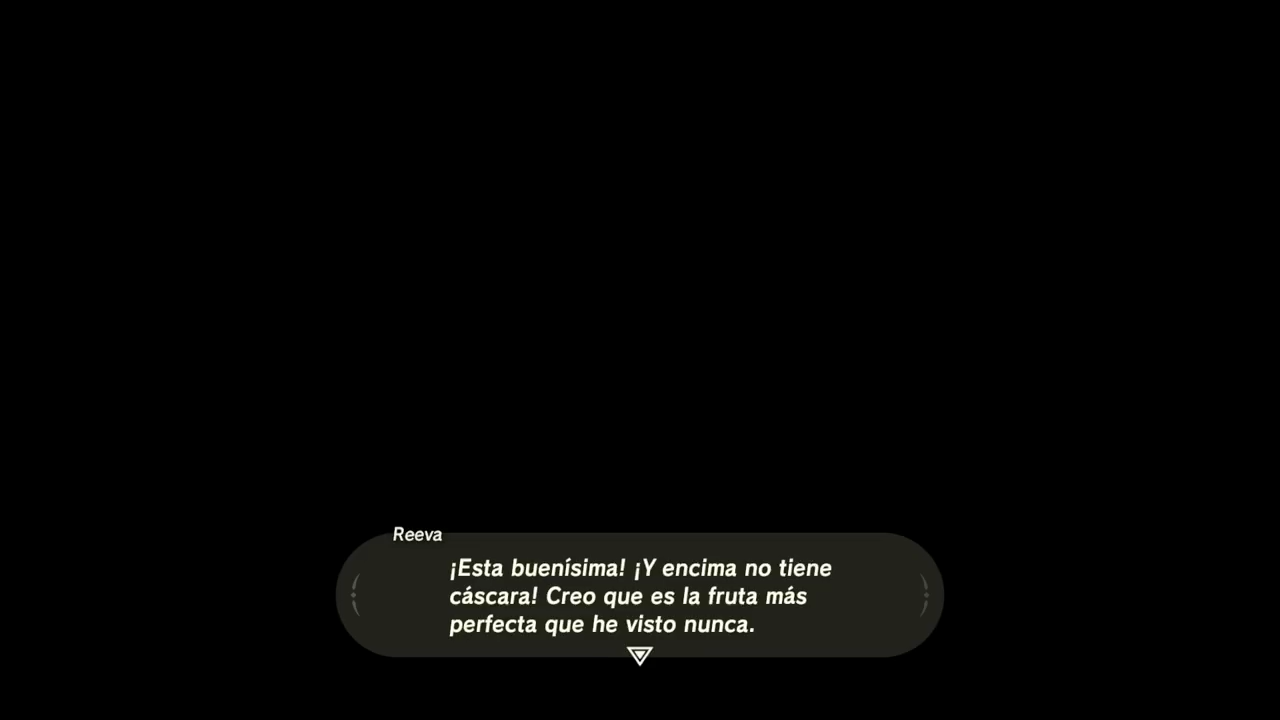 Reeva
¡Esta buenísima! ¡Y encima no tiene
cáscara! Creo que es la fruta más
perfecta que he visto nunca.